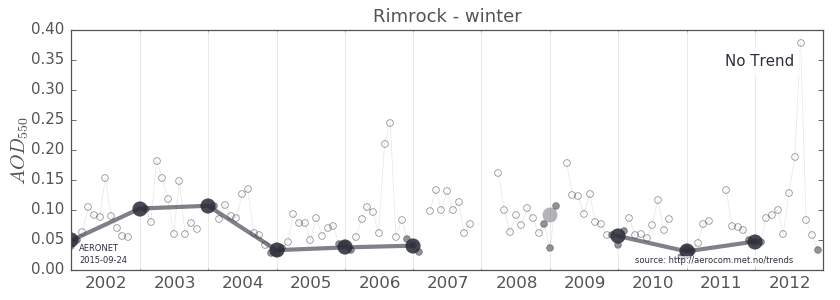 Rimrock - winter
0.40
0.35
0.30
0.25
0.20
0.15
0.10
0.05
0.00
AOD550
No Trend
AERONET
2015-09-24
source: http://aerocom.met.no/trends
2002 2003 2004 2005 2006 2007 2008 2009 2010 2011 2012